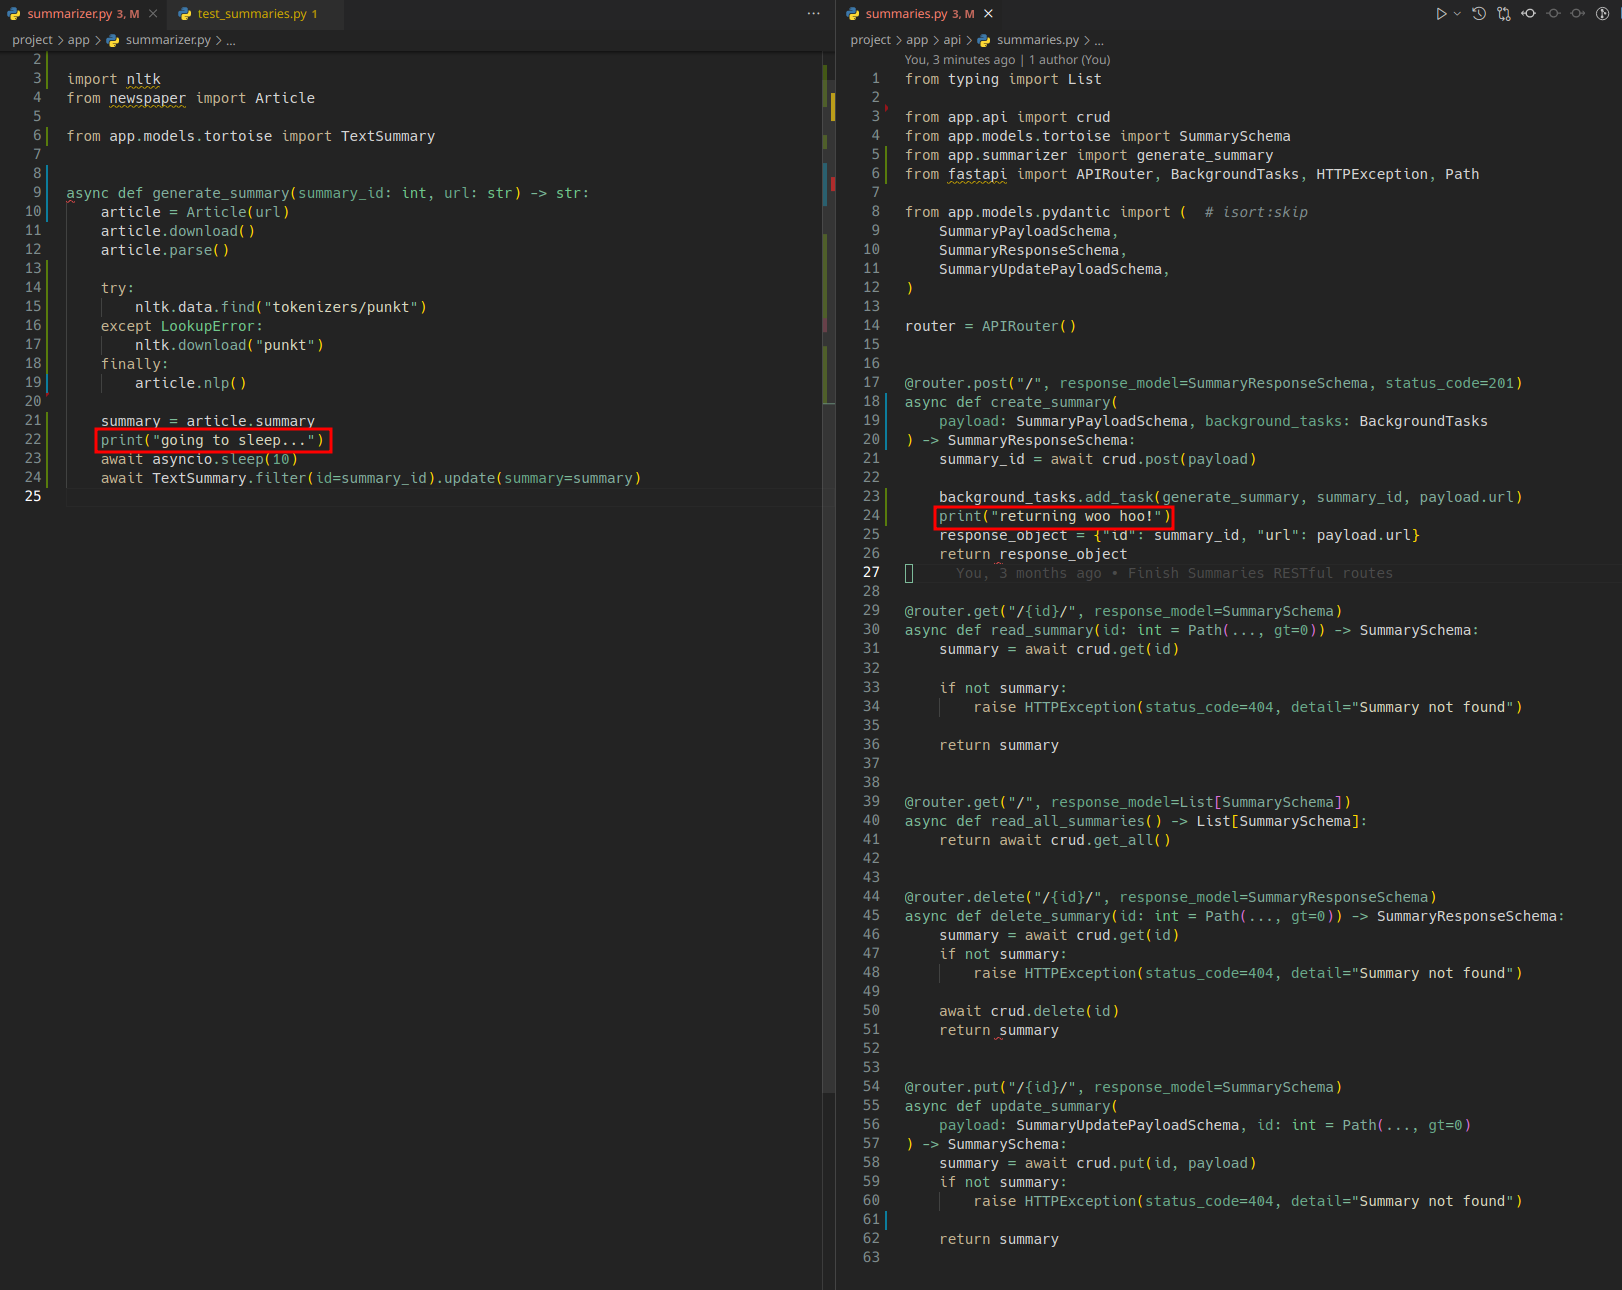 summarizer.py 3, M
test_summaries.py 1
project > app > summarizer.py > ...
2
3 import nltk
4 from newspaper import Article
5
6 from app.models.tortoise import TextSummary
7
8
9 async def generate_summary(summary_id: int, url: str) -> str:
10     article = Article(url)
11     article.download()
12     article.parse()
13
14     try:
15         nltk.data.find("tokenizers/punkt")
16     except LookupError:
17         nltk.download("punkt")
18     finally:
19         article.nlp()
20
21     summary = article.summary
22     print("going to sleep...")
23     await asyncio.sleep(10)
24     await TextSummary.filter(id=summary_id).update(summary=summary)
25
summaries.py 3, M
project > app > api > summaries.py > ...
You, 3 minutes ago | 1 author (You)
1 from typing import List
2
3 from app.api import crud
4 from app.models.tortoise import SummarySchema
5 from app.summarizer import generate_summary
6 from fastapi import APIRouter, BackgroundTasks, HTTPException, Path
7
8 from app.models.pydantic import (  # isort:skip
9     SummaryPayloadSchema,
10     SummaryResponseSchema,
11     SummaryUpdatePayloadSchema,
12 )
13
14 router = APIRouter()
15
16
17 @router.post("/", response_model=SummaryResponseSchema, status_code=201)
18 async def create_summary(
19     payload: SummaryPayloadSchema, background_tasks: BackgroundTasks
20 ) -> SummaryResponseSchema:
21     summary_id = await crud.post(payload)
22
23     background_tasks.add_task(generate_summary, summary_id, payload.url)
24     print("returning woo hoo!")
25     response_object = {"id": summary_id, "url": payload.url}
26     return response_object
27 You, 3 months ago • Finish Summaries RESTful routes
28
29 @router.get("/{id}/", response_model=SummarySchema)
30 async def read_summary(id: int = Path(..., gt=0)) -> SummarySchema:
31     summary = await crud.get(id)
32
33     if not summary:
34         raise HTTPException(status_code=404, detail="Summary not found")
35
36     return summary
37
38
39 @router.get("/", response_model=List[SummarySchema])
40 async def read_all_summaries() -> List[SummarySchema]:
41     return await crud.get_all()
42
43
44 @router.delete("/{id}/", response_model=SummaryResponseSchema)
45 async def delete_summary(id: int = Path(..., gt=0)) -> SummaryResponseSchema:
46     summary = await crud.get(id)
47     if not summary:
48         raise HTTPException(status_code=404, detail="Summary not found")
49
50     await crud.delete(id)
51     return summary
52
53
54 @router.put("/{id}/", response_model=SummarySchema)
55 async def update_summary(
56     payload: SummaryUpdatePayloadSchema, id: int = Path(..., gt=0)
57 ) -> SummarySchema:
58     summary = await crud.put(id, payload)
59     if not summary:
60         raise HTTPException(status_code=404, detail="Summary not found")
61
62     return summary
63